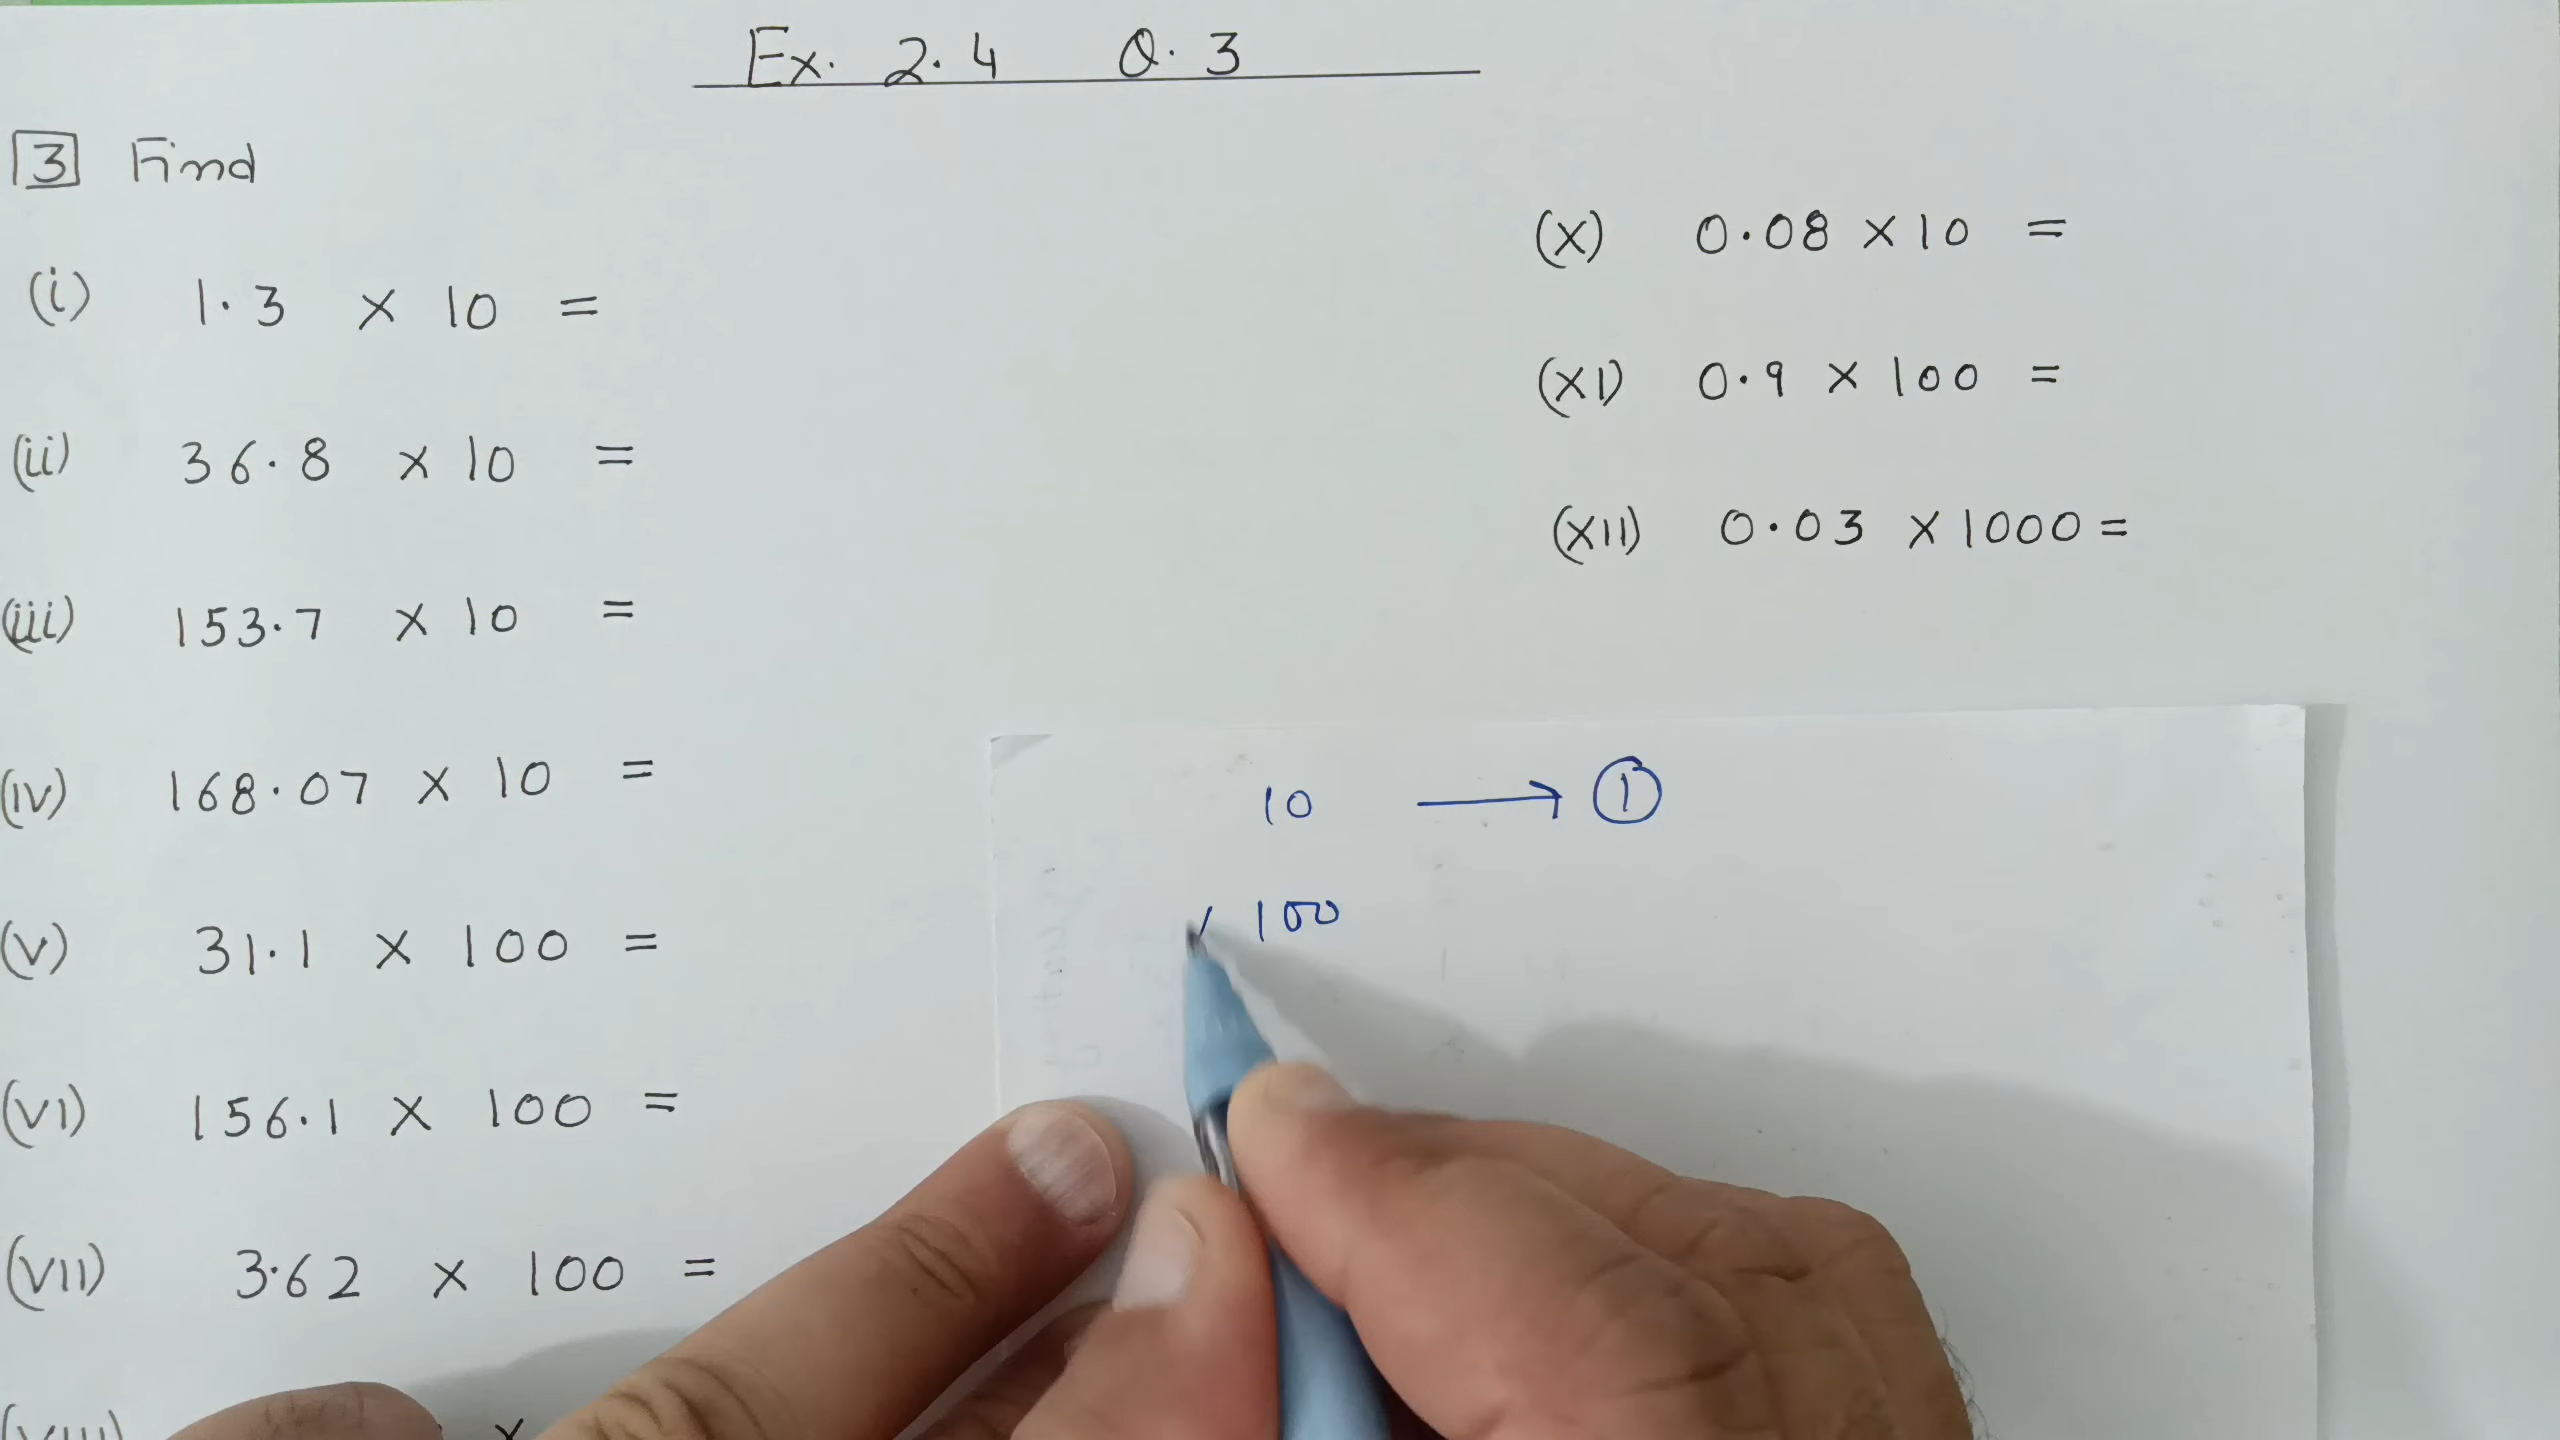 Ex. 2.4 Q.3
3 Find
(i) 1.3 × 10 =
(ii) 36.8 × 10 =
(iii) 153.7 × 10 =
(iv) 168.07 × 10 =
(v) 31.1 × 100 =
(vi) 156.1 × 100 =
(vii) 3.62 × 100 =
(viii) ×
(x) 0.08 × 10 =
(xi) 0.9 × 100 =
(xii) 0.03 × 1000 =
10 → 1
100